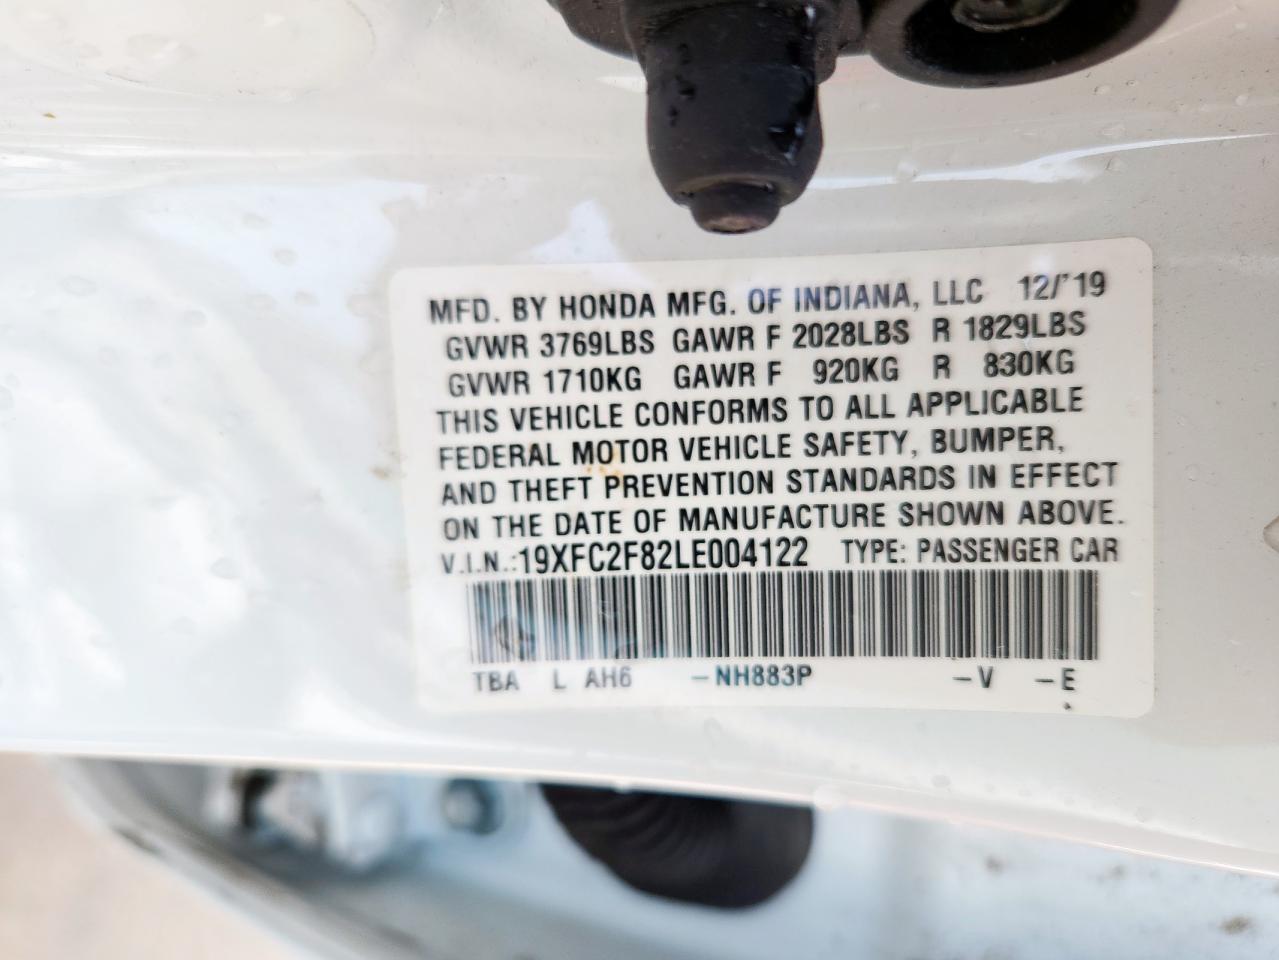 MFD. BY HONDA MFG. OF INDIANA, LLC 12/'19
GVWR 3769LBS GAWR F 2028LBS R 1829LBS
GVWR 1710KG GAWR F 920KG R 830KG
THIS VEHICLE CONFORMS TO ALL APPLICABLE
FEDERAL MOTOR VEHICLE SAFETY, BUMPER,
AND THEFT PREVENTION STANDARDS IN EFFECT
ON THE DATE OF MANUFACTURE SHOWN ABOVE.
V.I.N.:19XFC2F82LE004122 TYPE: PASSENGER CAR
TBA L AH6 -NH883P -V -E